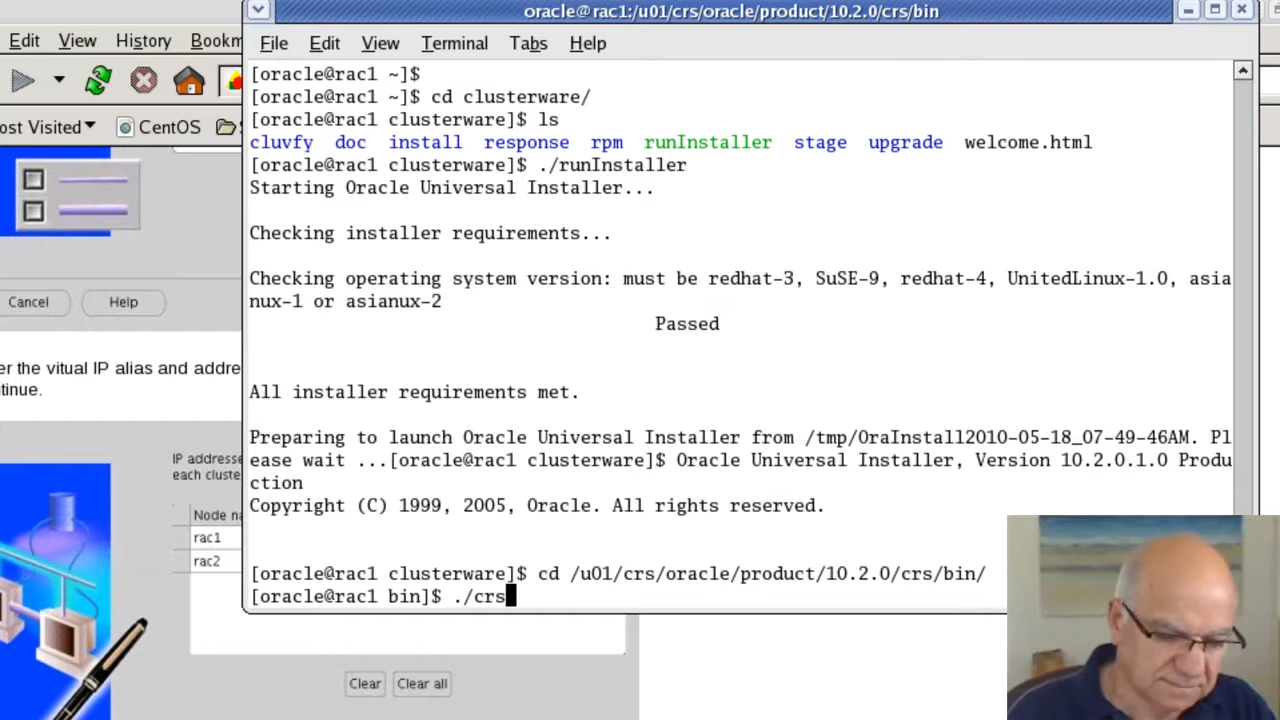 oracle@rac1:/u01/crs/oracle/product/10.2.0/crs/bin
Edit View History Bookm
File Edit View Terminal Tabs Help
ost Visited CentOS
[oracle@rac1 ~]$
[oracle@rac1 ~]$ cd clusterware/
[oracle@rac1 clusterware]$ ls
cluvfy doc install response rpm runInstaller stage upgrade welcome.html
[oracle@rac1 clusterware]$ ./runInstaller
Starting Oracle Universal Installer...
Checking installer requirements...
Checking operating system version: must be redhat-3, SuSE-9, redhat-4, UnitedLinux-1.0, asia
nux-1 or asianux-2
Passed
All installer requirements met.
Preparing to launch Oracle Universal Installer from /tmp/OraInstall2010-05-18_07-49-46AM. Pl
ease wait ...[oracle@rac1 clusterware]$ Oracle Universal Installer, Version 10.2.0.1.0 Produ
ction
Copyright (C) 1999, 2005, Oracle. All rights reserved.
[oracle@rac1 clusterware]$ cd /u01/crs/oracle/product/10.2.0/crs/bin/
[oracle@rac1 bin]$ ./crs
Cancel Help
er the vitual IP alias and addre
tinue.
IP addresse
each cluste
Node na
rac1
rac2
Clear Clear all